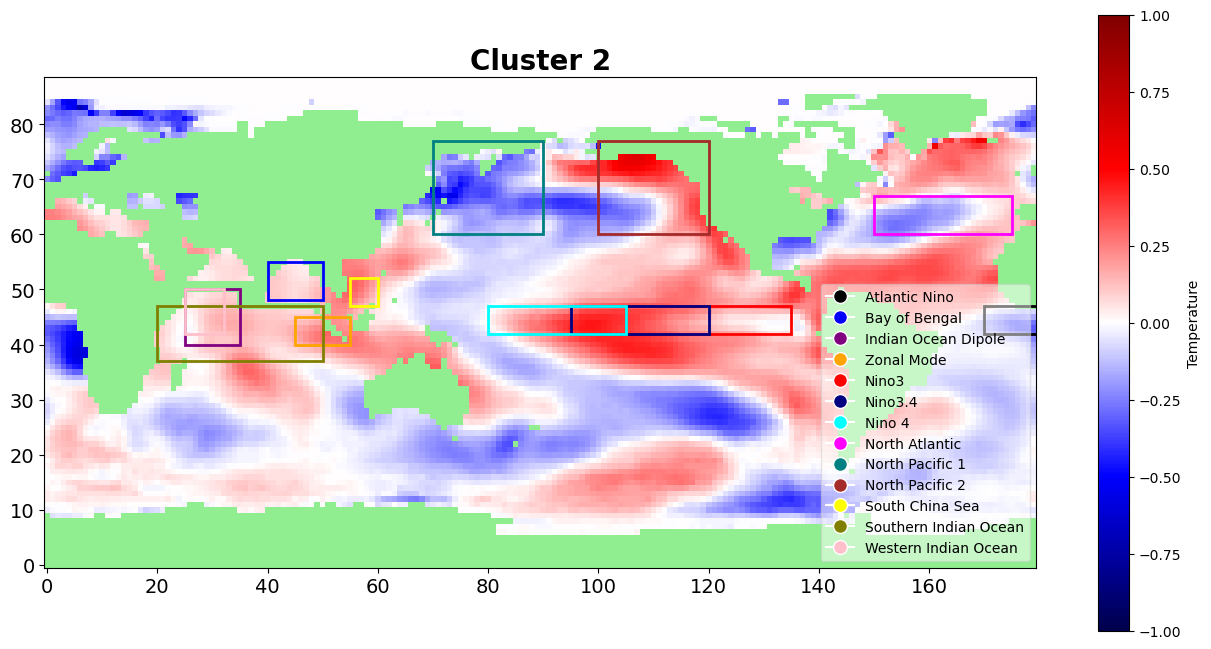 Cluster 2
80
70
60
50
40
30
20
10
0
0 20 40 60 80 100 120 140 160
Atlantic Nino
Bay of Bengal
Indian Ocean Dipole
Zonal Mode
Nino3
Nino3.4
Nino 4
North Atlantic
North Pacific 1
North Pacific 2
South China Sea
Southern Indian Ocean
Western Indian Ocean
1.00
0.75
0.50
0.25
0.00
−0.25
−0.50
−0.75
−1.00
Temperature